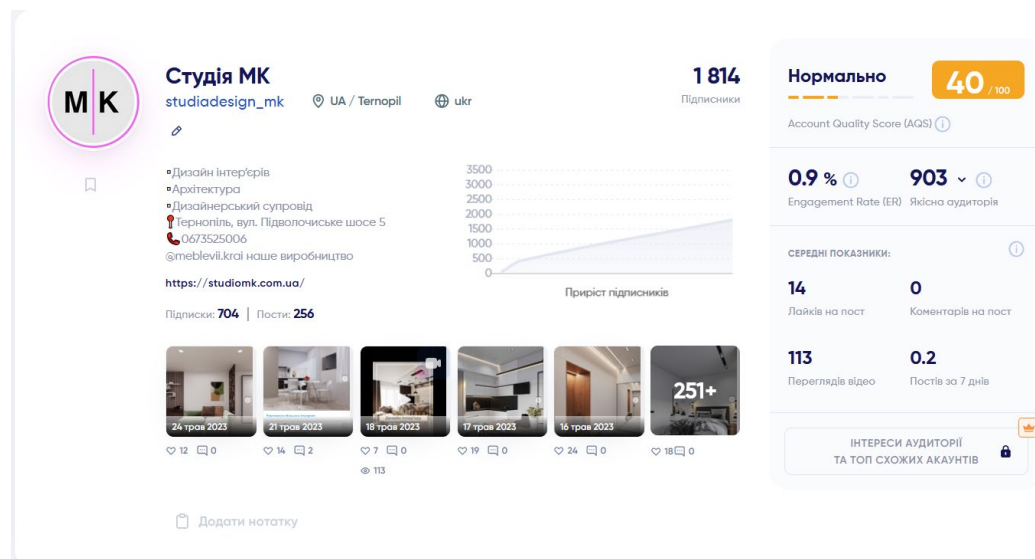 M K
Студія МК
studiadesign_mk UA / Ternopil ukr
1 814
Підписники
▫Дизайн інтер'єрів
▫Архітектура
▫Дизайнерський супровід
📍Тернопіль, вул. Підволочиське шосе 5
📞0673525006
@meblevii.krai наше виробництво
https://studiomk.com.ua/
Підписки: 704 | Пости: 256
3500
3000
2500
2000
1500
1000
500
0
Приріст підписників
24 трав 2023
21 трав 2023
18 трав 2023
17 трав 2023
16 трав 2023
251+
12 0
14 2
7 0
113
19 0
24 0
18 0
Додати нотатку
Нормально
40 / 100
Account Quality Score (AQS)
0.9 %
Engagement Rate (ER)
903
Якісна аудиторія
СЕРЕДНІ ПОКАЗНИКИ:
14
Лайків на пост
0
Коментарів на пост
113
Переглядів відео
0.2
Постів за 7 днів
ІНТЕРЕСИ АУДИТОРІЇ
ТА ТОП СХОЖИХ АКАУНТІВ